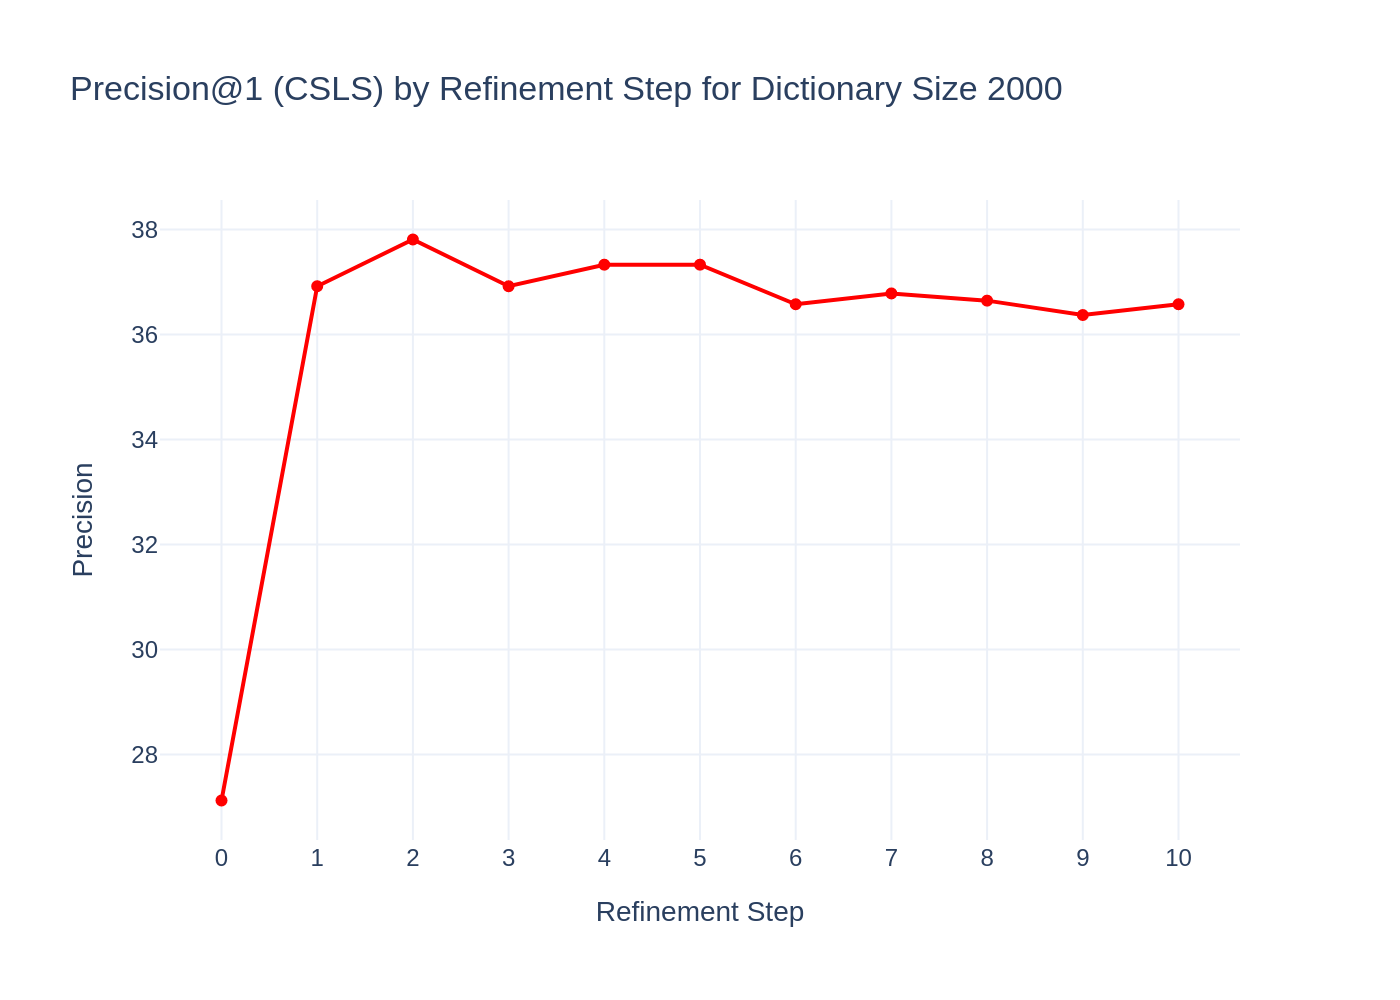 Precision@1 (CSLS) by Refinement Step for Dictionary Size 2000
38
36
34
32
30
28
Precision
0 1 2 3 4 5 6 7 8 9 10
Refinement Step